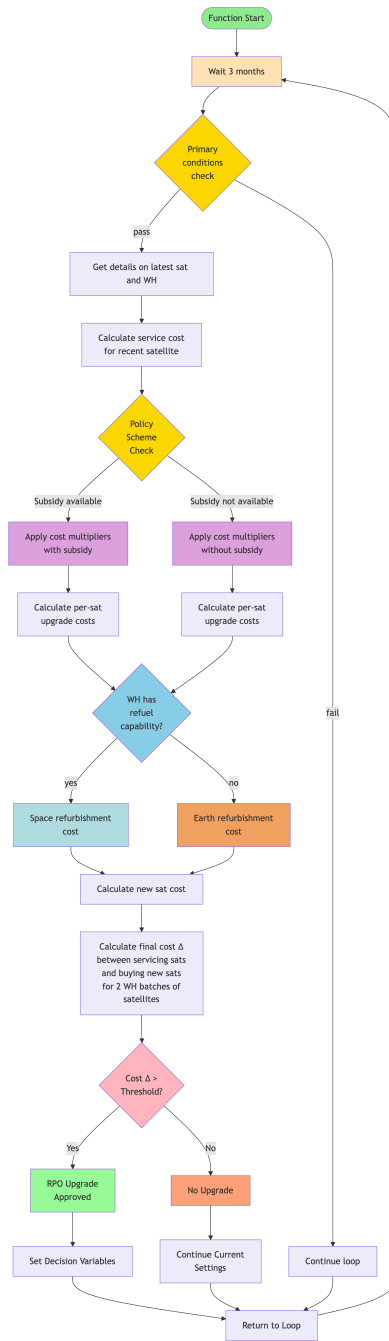 Function Start
Wait 3 months
Primary
conditions
check
pass
Get details on latest sat
and WH
Calculate service cost
for recent satellite
Policy
Scheme
Check
Subsidy available
Subsidy not available
Apply cost multipliers
with subsidy
Apply cost multipliers
without subsidy
Calculate per-sat
upgrade costs
Calculate per-sat
upgrade costs
WH has
refuel
capability?
fail
yes
no
Space refurbishment
cost
Earth refurbishment
cost
Calculate new sat cost
Calculate final cost Δ
between servicing sats
and buying new sats
for 2 WH batches of
satellites
Cost Δ >
Threshold?
Yes
No
RPO Upgrade
Approved
No Upgrade
Set Decision Variables
Continue Current
Settings
Continue loop
Return to Loop